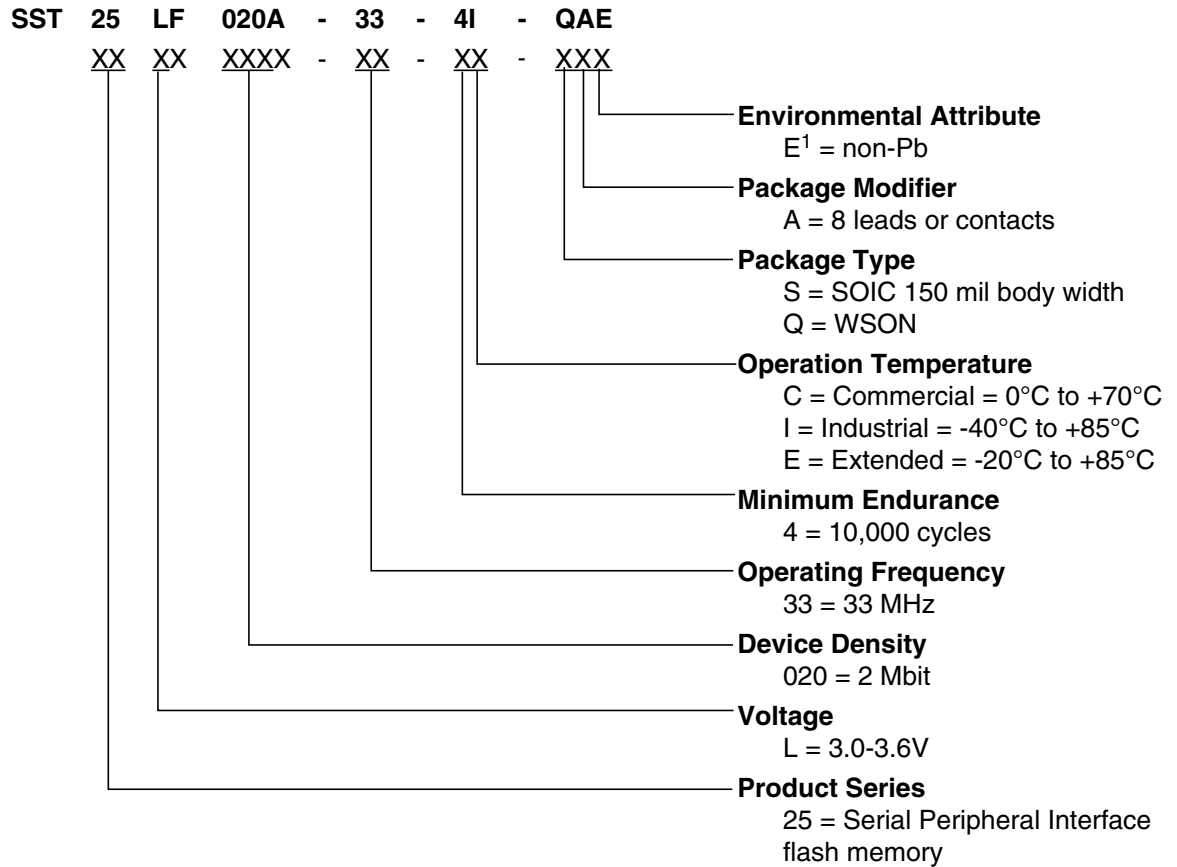 SST 25 LF 020A - 33 - 4I - QAE
XX XX XXXX - XX - XX - XXX
Environmental Attribute
E1 = non-Pb
Package Modifier
A = 8 leads or contacts
Package Type
S = SOIC 150 mil body width
Q = WSON
Operation Temperature
C = Commercial = 0°C to +70°C
I = Industrial = -40°C to +85°C
E = Extended = -20°C to +85°C
Minimum Endurance
4 = 10,000 cycles
Operating Frequency
33 = 33 MHz
Device Density
020 = 2 Mbit
Voltage
L = 3.0-3.6V
Product Series
25 = Serial Peripheral Interface
flash memory